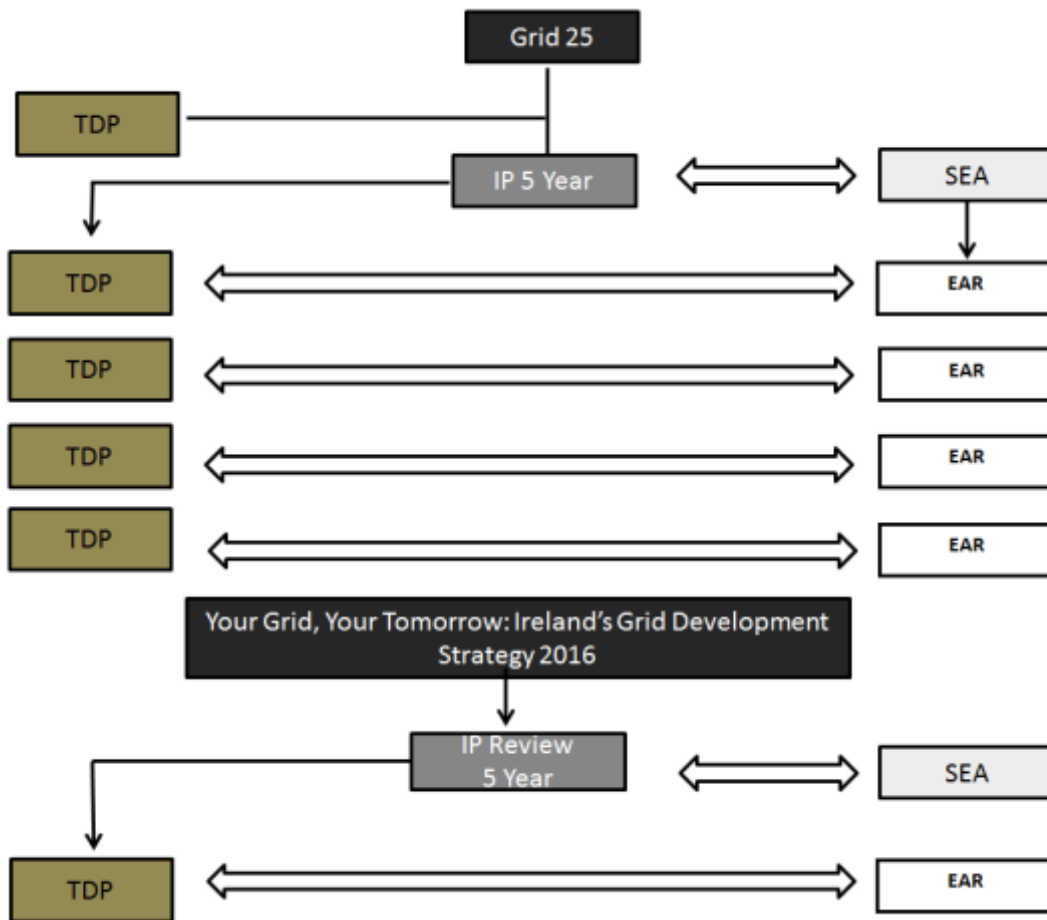 Grid 25
TDP
IP 5 Year
SEA
TDP
EAR
TDP
EAR
TDP
EAR
TDP
EAR
Your Grid, Your Tomorrow: Ireland's Grid Development
Strategy 2016
IP Review
5 Year
SEA
TDP
EAR